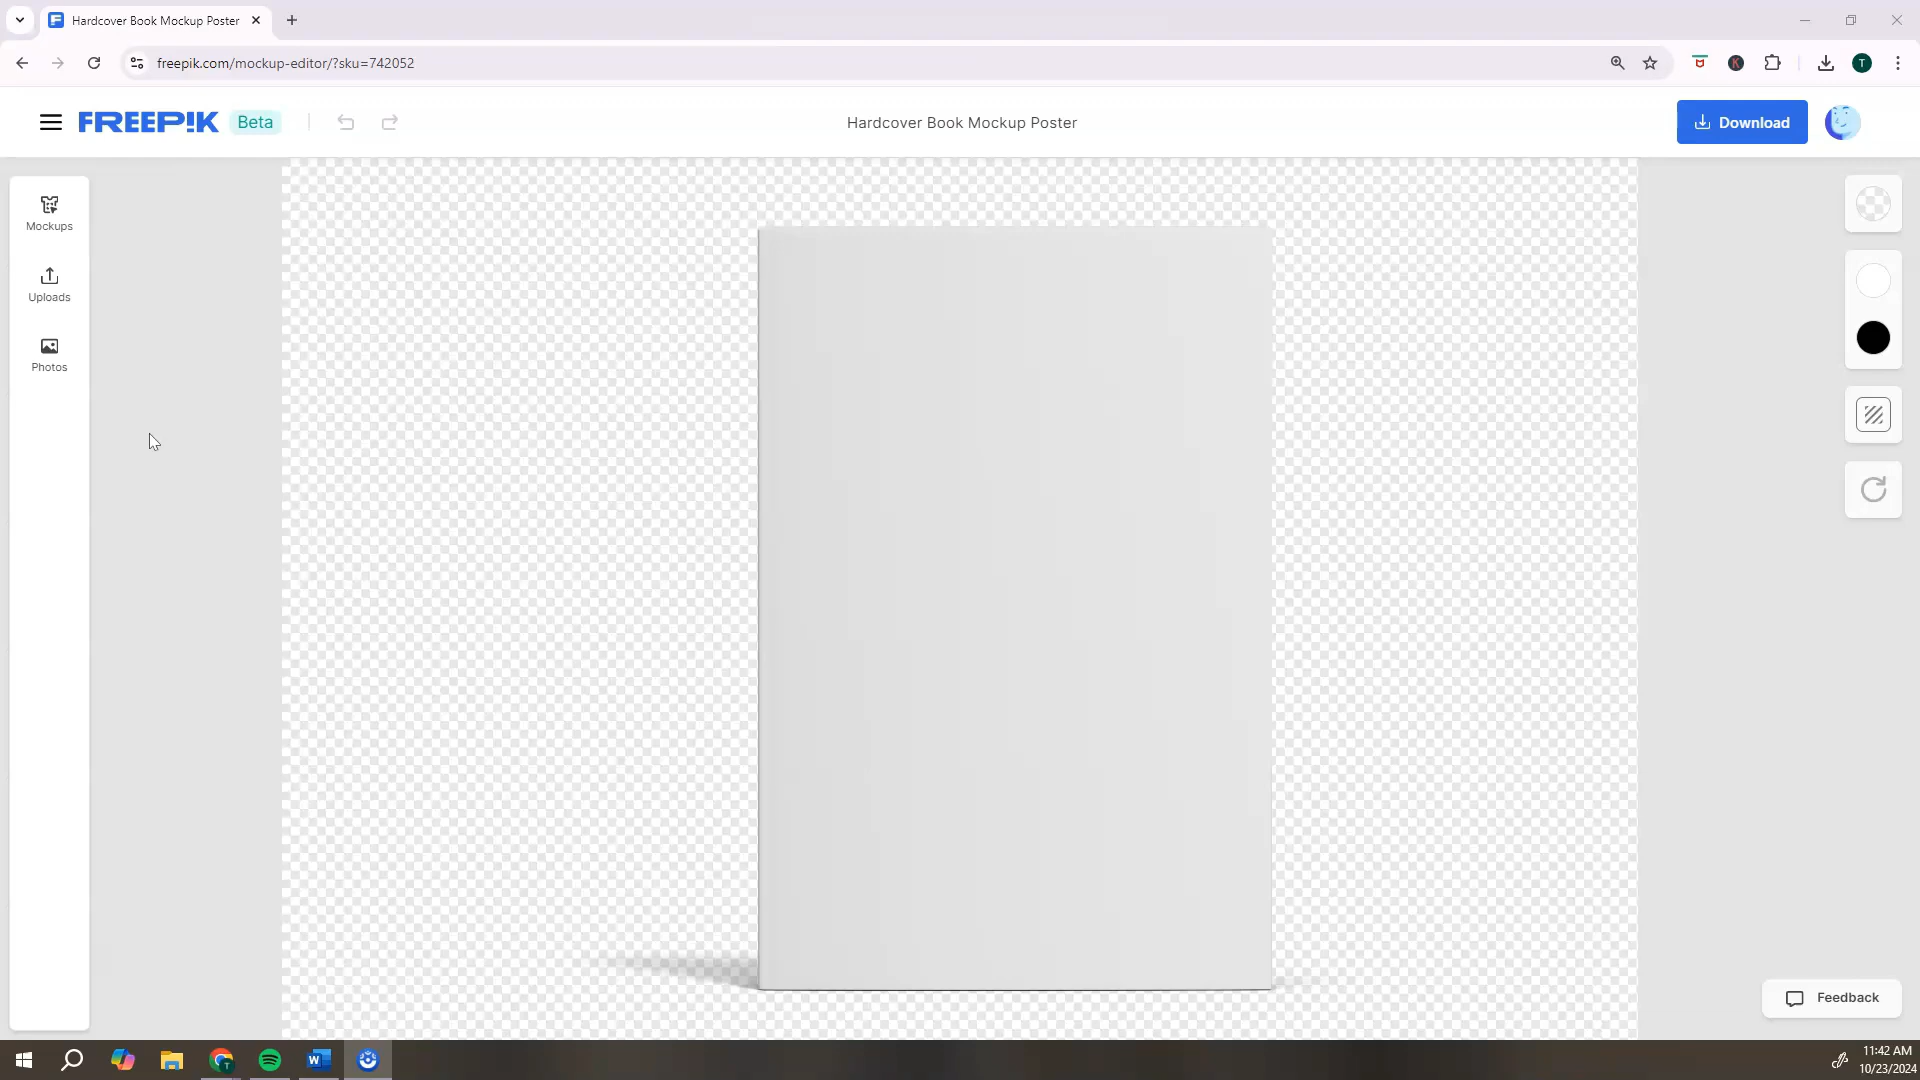 Hardcover Book Mockup Poster
freepik.com/mockup-editor/?sku=742052
T
FREEPIK Beta
Hardcover Book Mockup Poster
Download
Mockups
Uploads
Photos
Feedback
11:42 AM
10/23/2024